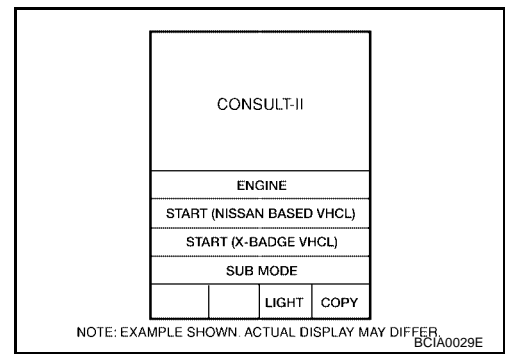 CONSULT-II
ENGINE
START (NISSAN BASED VHCL)
START (X-BADGE VHCL)
SUB MODE
LIGHT COPY
NOTE: EXAMPLE SHOWN. ACTUAL DISPLAY MAY DIFFER.
BCIA0029E